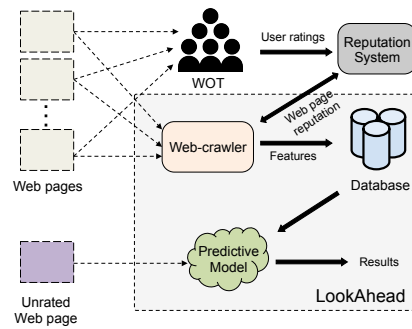 User ratings
Reputation
System
WOT
Web page
reputation
Web-crawler
Features
Web pages
Database
Predictive
Model
Results
Unrated
Web page
LookAhead